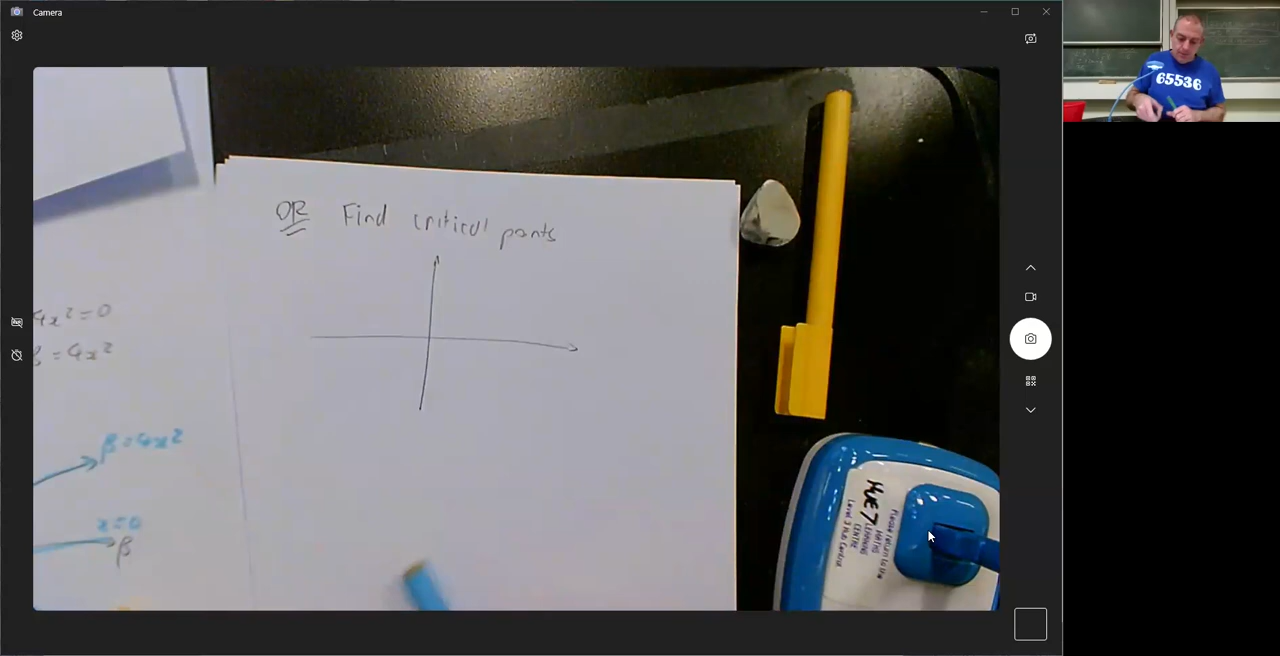 Camera
65536
OR Find critical points
4x² = 0
β = 4x²
β = 4x²
x = 0
β
HUE 7
Please return to the
MATHS
LEARNING
CENTRE
Level 3 Hub Central